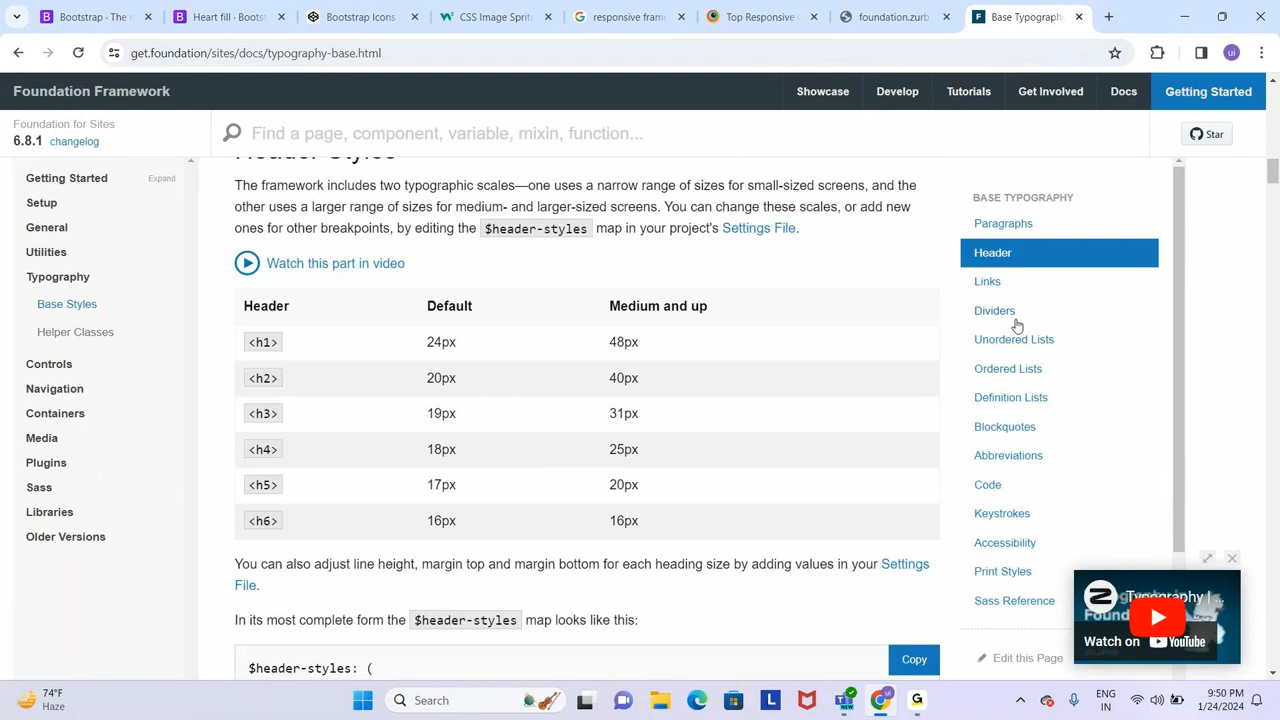 Bootstrap · The m
Heart fill · Bootst
Bootstrap Icons
CSS Image Sprit
responsive fram
Top Responsive
foundation.zurb.
Base Typography
get.foundation/sites/docs/typography-base.html
ui
Foundation Framework
Showcase
Develop
Tutorials
Get Involved
Docs
Getting Started
Foundation for Sites
6.8.1 changelog
Find a page, component, variable, mixin, function...
Star
Getting Started
Expand
Setup
General
Utilities
Typography
Base Styles
Helper Classes
Controls
Navigation
Containers
Media
Plugins
Sass
Libraries
Older Versions
Header Styles
The framework includes two typographic scales—one uses a narrow range of sizes for small-sized screens, and the
other uses a larger range of sizes for medium- and larger-sized screens. You can change these scales, or add new
ones for other breakpoints, by editing the $header-styles map in your project's Settings File.
Watch this part in video
Header Default Medium and up
<h1> 24px 48px
<h2> 20px 40px
<h3> 19px 31px
<h4> 18px 25px
<h5> 17px 20px
<h6> 16px 16px
You can also adjust line height, margin top and margin bottom for each heading size by adding values in your Settings
File.
In its most complete form the $header-styles map looks like this:
$header-styles: (
Copy
BASE TYPOGRAPHY
Paragraphs
Header
Links
Dividers
Unordered Lists
Ordered Lists
Definition Lists
Blockquotes
Abbreviations
Code
Keystrokes
Accessibility
Print Styles
Sass Reference
Edit this Page
Typography | ...
Watch on YouTube
74°F
Haze
Search
ENG
IN
9:50 PM
1/24/2024